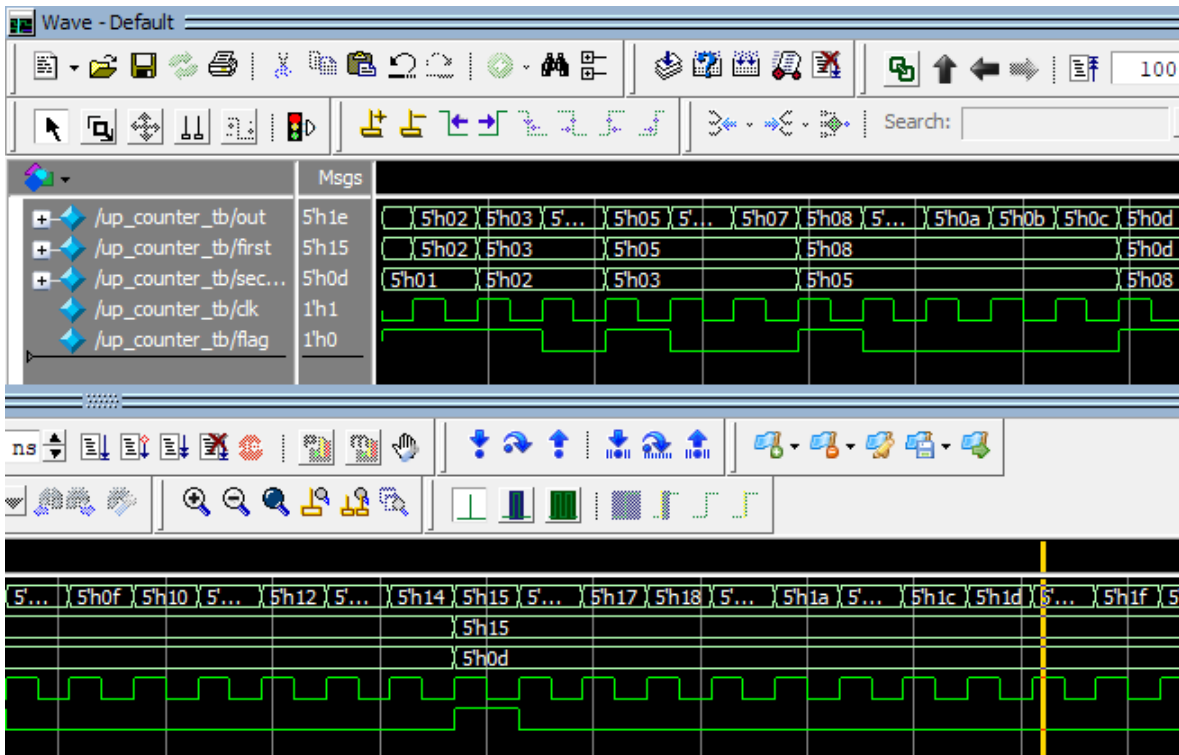 Wave - Default
100
Search:
Msgs
/up_counter_tb/out 5'h1e 5'h02 5'h03 5'... 5'h05 5'... 5'h07 5'h08 5'... 5'h0a 5'h0b 5'h0c 5'h0d
/up_counter_tb/first 5'h15 5'h02 5'h03 5'h05 5'h08 5'h0d
/up_counter_tb/sec... 5'h0d 5'h01 5'h02 5'h03 5'h05 5'h08
/up_counter_tb/clk 1'h1
/up_counter_tb/flag 1'h0
ns
5'... 5'h0f 5'h10 5'... 5'h12 5'... 5'h14 5'h15 5'... 5'h17 5'h18 5'... 5'h1a 5'... 5'h1c 5'h1d 5'... 5'h1f 5
5'h15
5'h0d